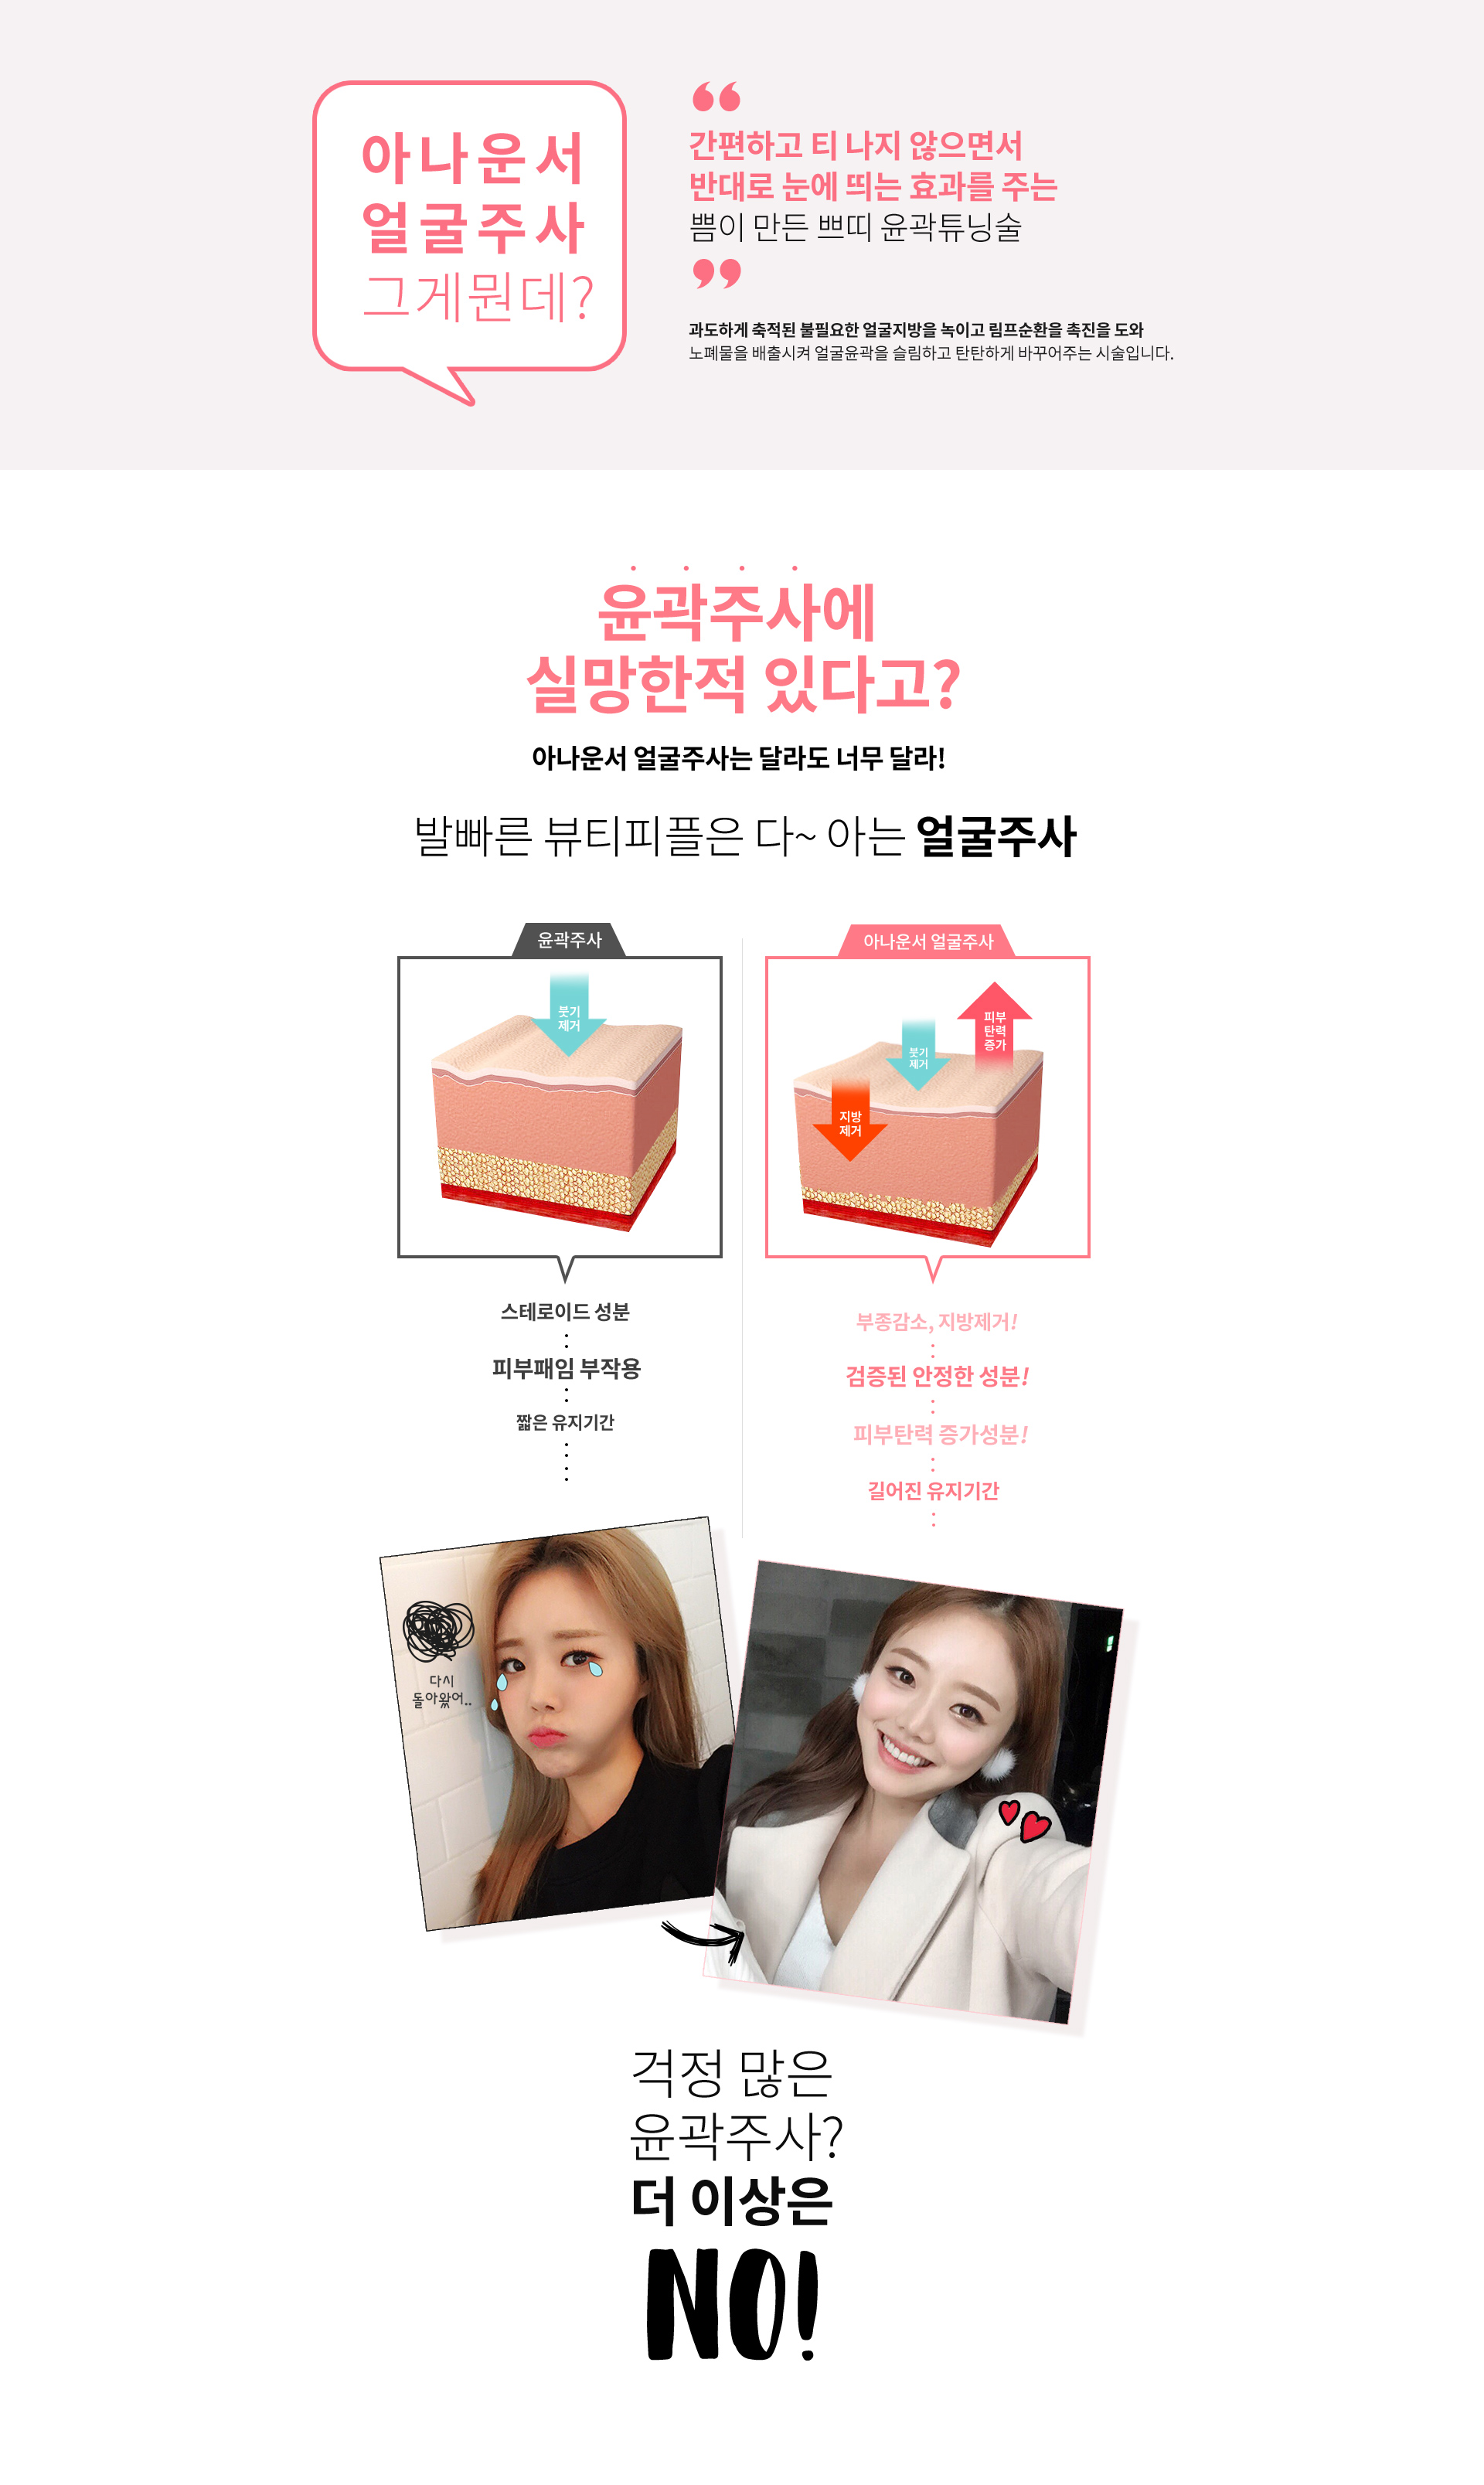 아나운서
얼굴주사
그게뭔데?
“
간편하고 티 나지 않으면서
반대로 눈에 띄는 효과를 주는
쁨이 만든 쁘띠 윤곽튜닝술
”
과도하게 축적된 불필요한 얼굴지방을 녹이고 림프순환을 촉진을 도와
노폐물을 배출시켜 얼굴윤곽을 슬림하고 탄탄하게 바꾸어주는 시술입니다.
윤곽주사에
실망한적 있다고?
아나운서 얼굴주사는 달라도 너무 달라!
발빠른 뷰티피플은 다~ 아는 얼굴주사
윤곽주사
붓기
제거
스테로이드 성분
피부패임 부작용
짧은 유지기간
아나운서 얼굴주사
피부
탄력
증가
붓기
제거
지방
제거
부종감소, 지방제거!
검증된 안정한 성분!
피부탄력 증가성분!
길어진 유지기간
다시
돌아왔어..
걱정 많은
윤곽주사?
더 이상은
NO!